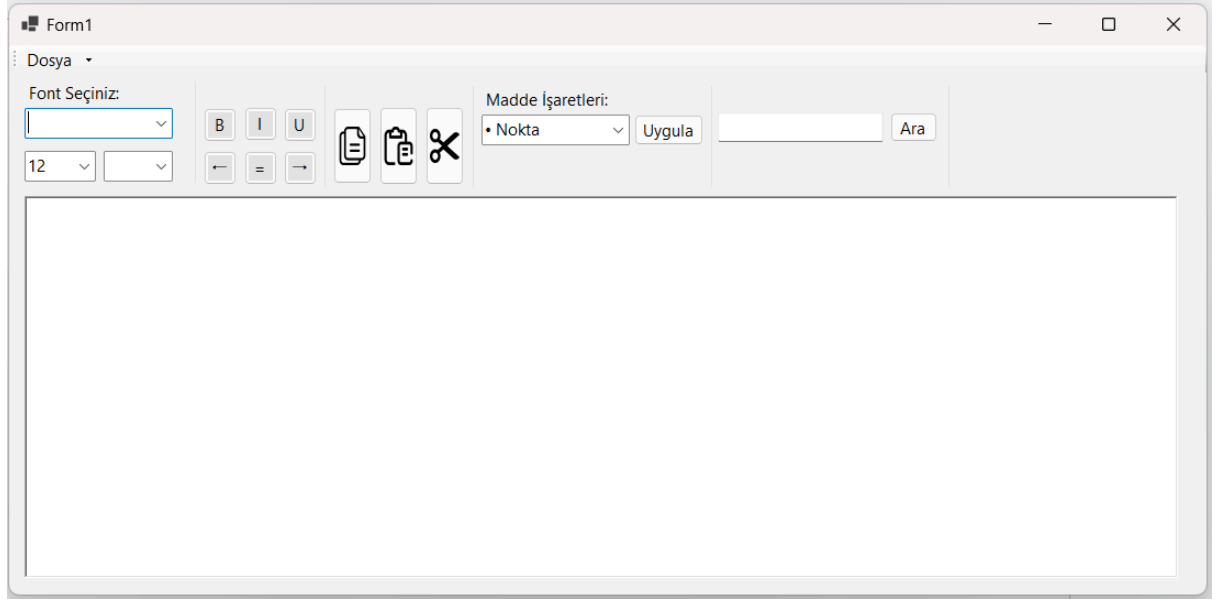 Form1
Dosya
Font Seçiniz:
12
B I U
← = →
Madde İşaretleri:
• Nokta
Uygula
Ara